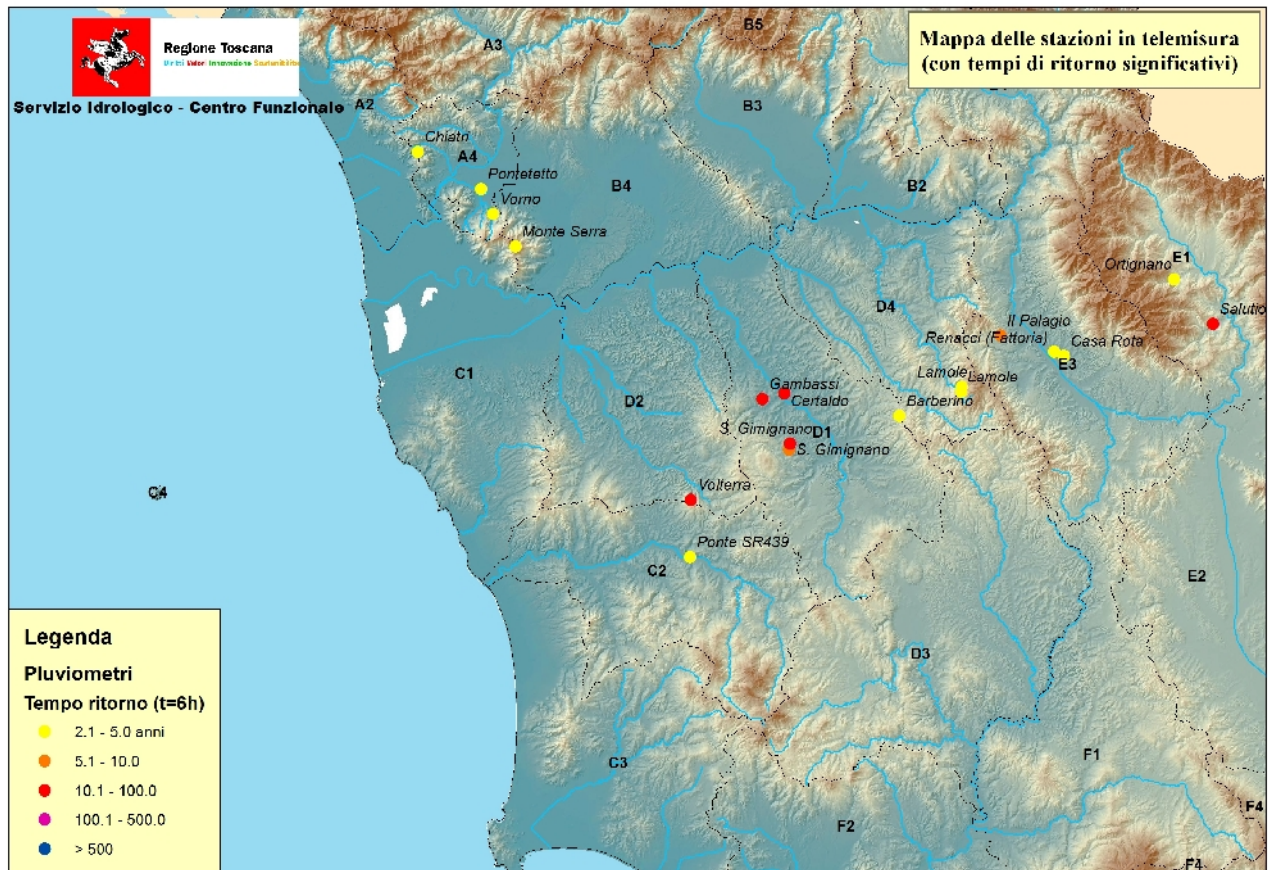 Regione Toscana
Diritti Valori Innovazione Sostenibilità
Servizio Idrologico - Centro Funzionale
Mappa delle stazioni in telemisura
(con tempi di ritorno significativi)
A3
B5
A2
B3
Chiatri
A4
Pontetetto
B4
B2
Vorno
Monte Serra
Ortignano
E1
D4
Salutio
Il Palagio
Renacci (Fattoria)
Casa Rota
E3
C1
Lamole
Lamole
Gambassi
Certaldo
D2
Barberino
S. Gimignano
D1
S. Gimignano
Volterra
C4
Ponte SR439
C2
E2
D3
F1
C3
F4
F2
F4
Legenda
Pluviometri
Tempo ritorno (t=6h)
2.1 - 5.0 anni
5.1 - 10.0
10.1 - 100.0
100.1 - 500.0
> 500